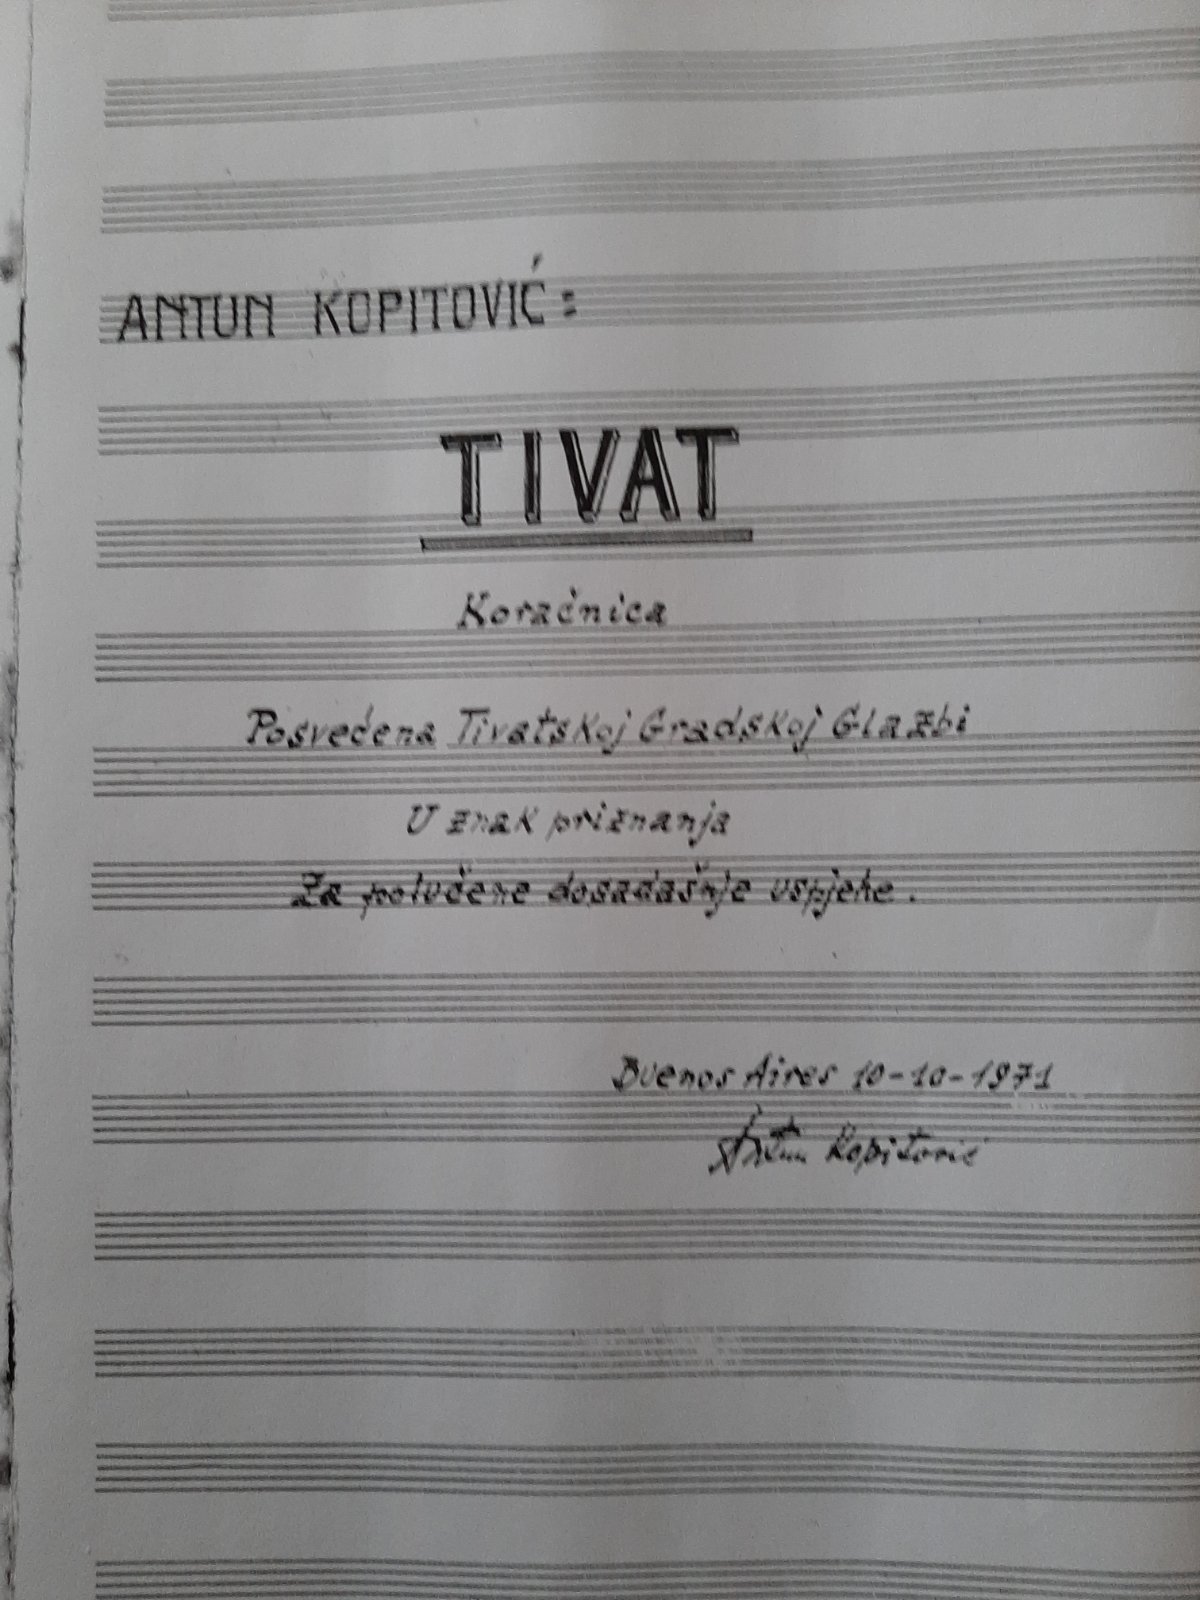 ANTUN KOPITOVIĆ:
TIVAT
Koračnica
Posvećena Tivatskoj Gradskoj Glazbi
U znak priznanja
Za polučene dosadašnje uspjehe.
Buenos Aires 10-10-1971
Antun Kopitović